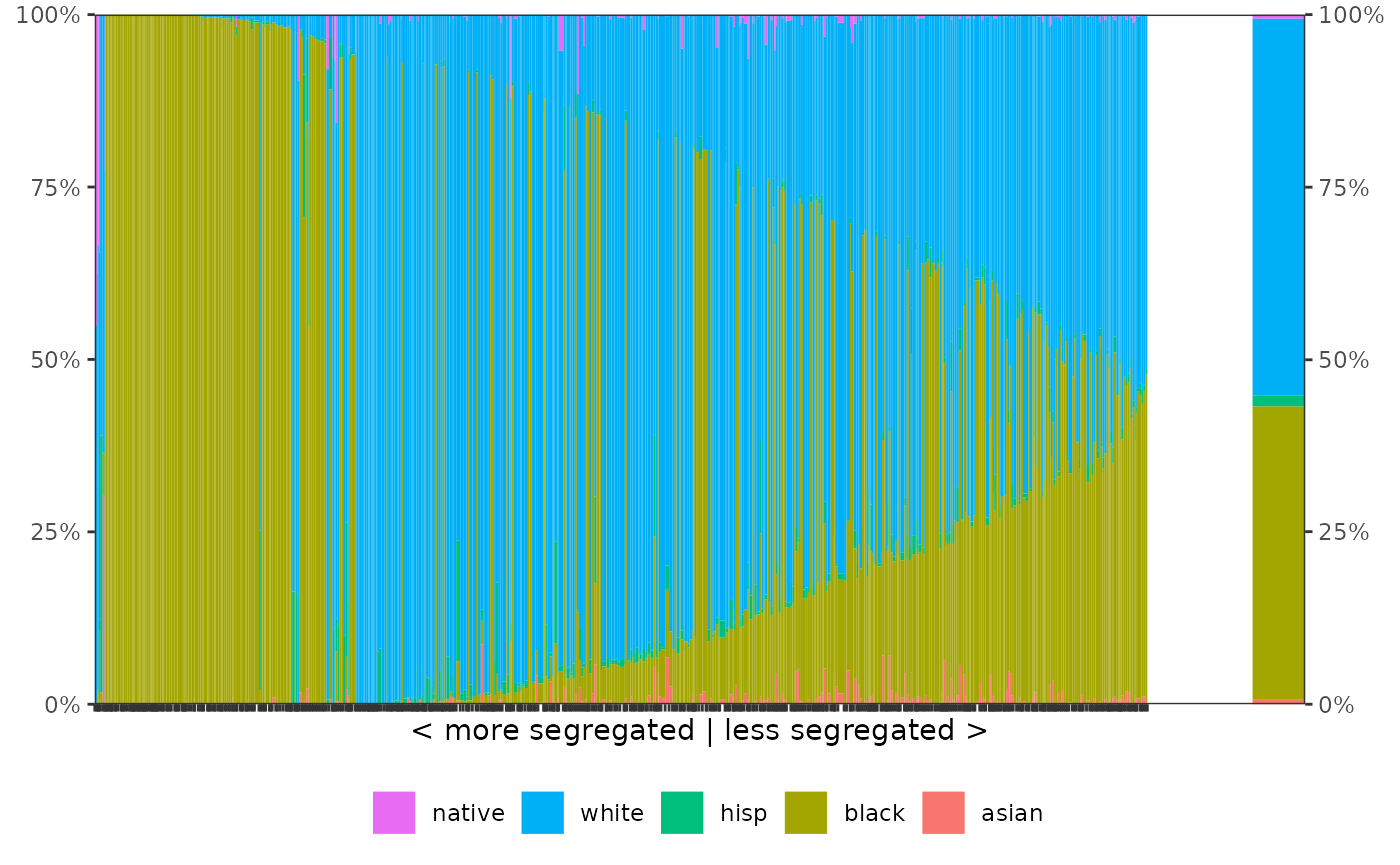 100% 100%
75% 75%
50% 50%
25% 25%
0% 0%
< more segregated | less segregated >
native white hisp black asian